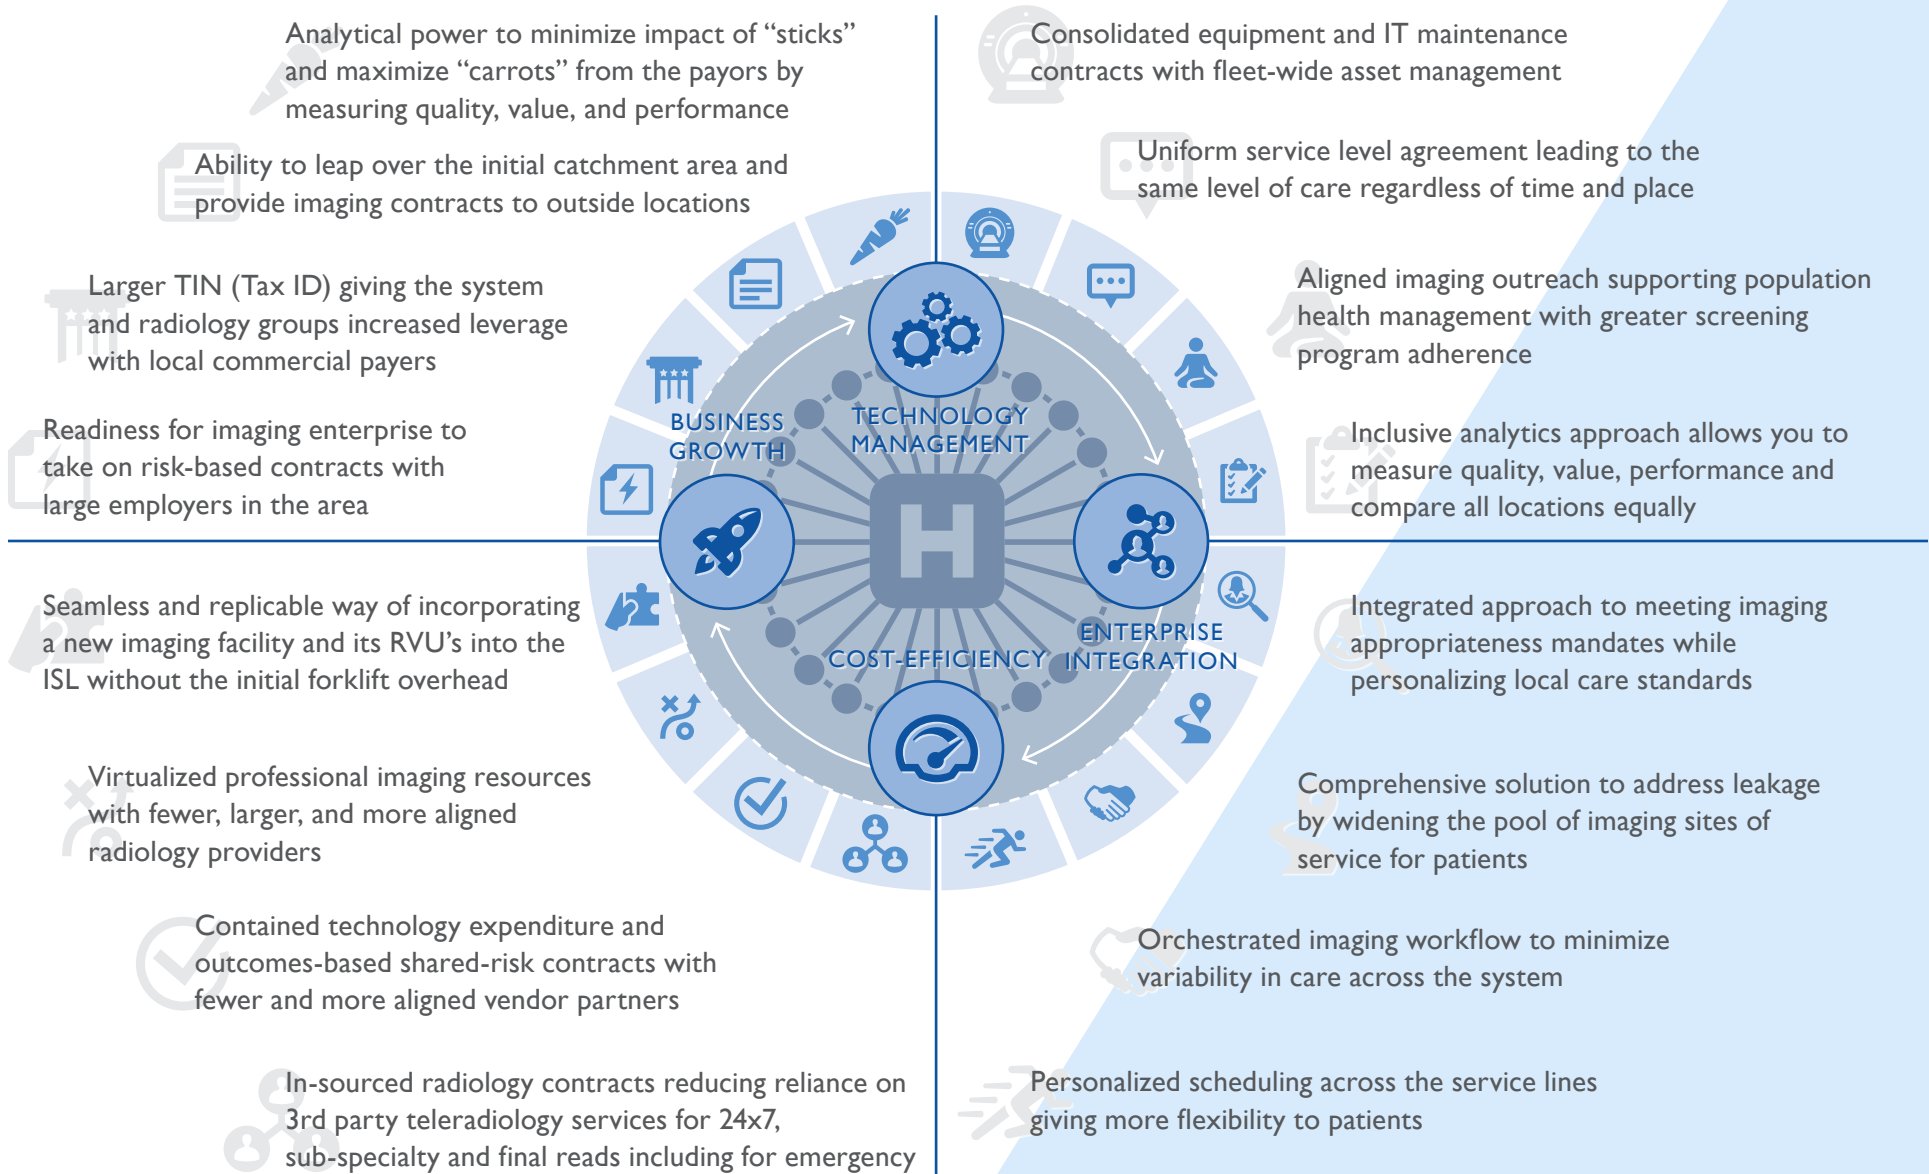 Analytical power to minimize impact of “sticks”
and maximize “carrots” from the payors by
measuring quality, value, and performance
Ability to leap over the initial catchment area and
provide imaging contracts to outside locations
Larger TIN (Tax ID) giving the system
and radiology groups increased leverage
with local commercial payers
Readiness for imaging enterprise to
take on risk-based contracts with
large employers in the area
Consolidated equipment and IT maintenance
contracts with fleet-wide asset management
Uniform service level agreement leading to the
same level of care regardless of time and place
Aligned imaging outreach supporting population
health management with greater screening
program adherence
Inclusive analytics approach allows you to
measure quality, value, performance and
compare all locations equally
BUSINESS
GROWTH
TECHNOLOGY
MANAGEMENT
H
COST-EFFICIENCY
ENTERPRISE
INTEGRATION
Seamless and replicable way of incorporating
a new imaging facility and its RVU’s into the
ISL without the initial forklift overhead
Virtualized professional imaging resources
with fewer, larger, and more aligned
radiology providers
Contained technology expenditure and
outcomes-based shared-risk contracts with
fewer and more aligned vendor partners
In-sourced radiology contracts reducing reliance on
3rd party teleradiology services for 24x7,
sub-specialty and final reads including for emergency
Integrated approach to meeting imaging
appropriateness mandates while
personalizing local care standards
Comprehensive solution to address leakage
by widening the pool of imaging sites of
service for patients
Orchestrated imaging workflow to minimize
variability in care across the system
Personalized scheduling across the service lines
giving more flexibility to patients